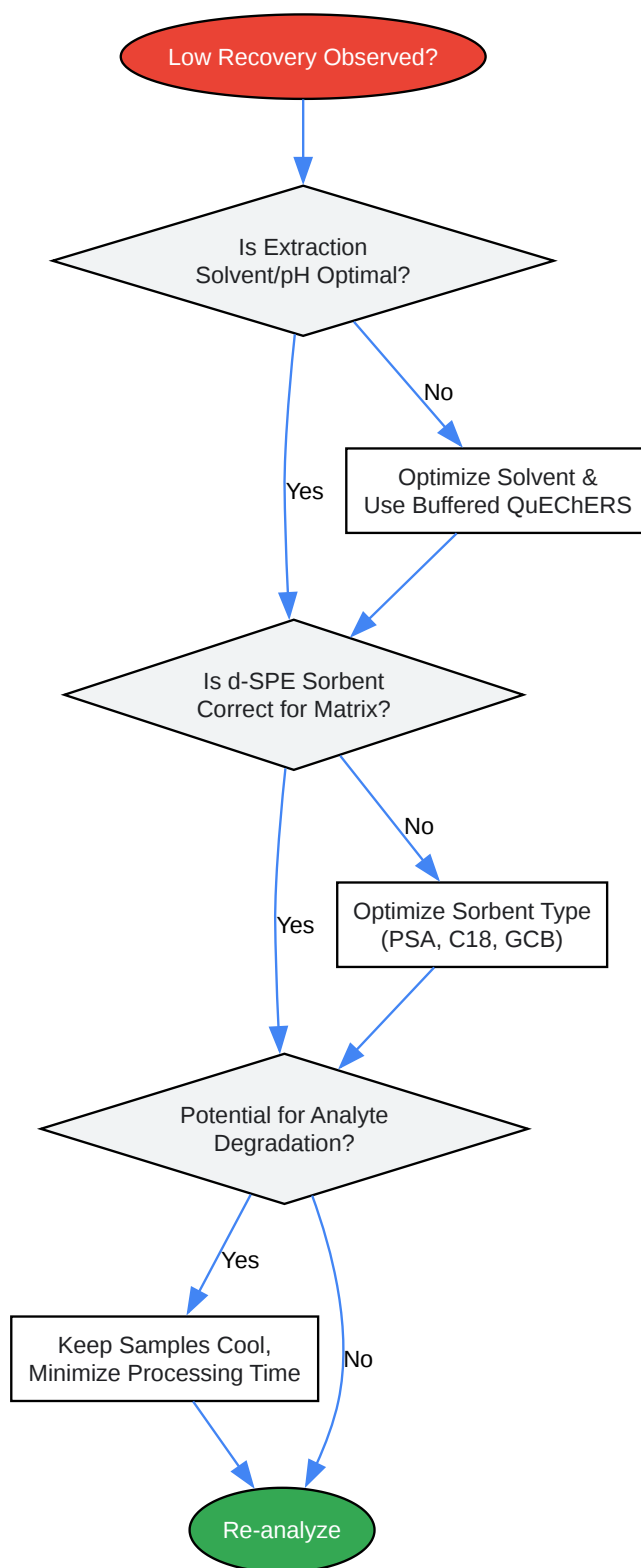 Low Recovery Observed?
Is Extraction
Solvent/pH Optimal?
No
Optimize Solvent &
Use Buffered QuEChERS
Yes
Is d-SPE Sorbent
Correct for Matrix?
No
Optimize Sorbent Type
(PSA, C18, GCB)
Yes
Potential for Analyte
Degradation?
Yes
Keep Samples Cool,
Minimize Processing Time
No
Re-analyze